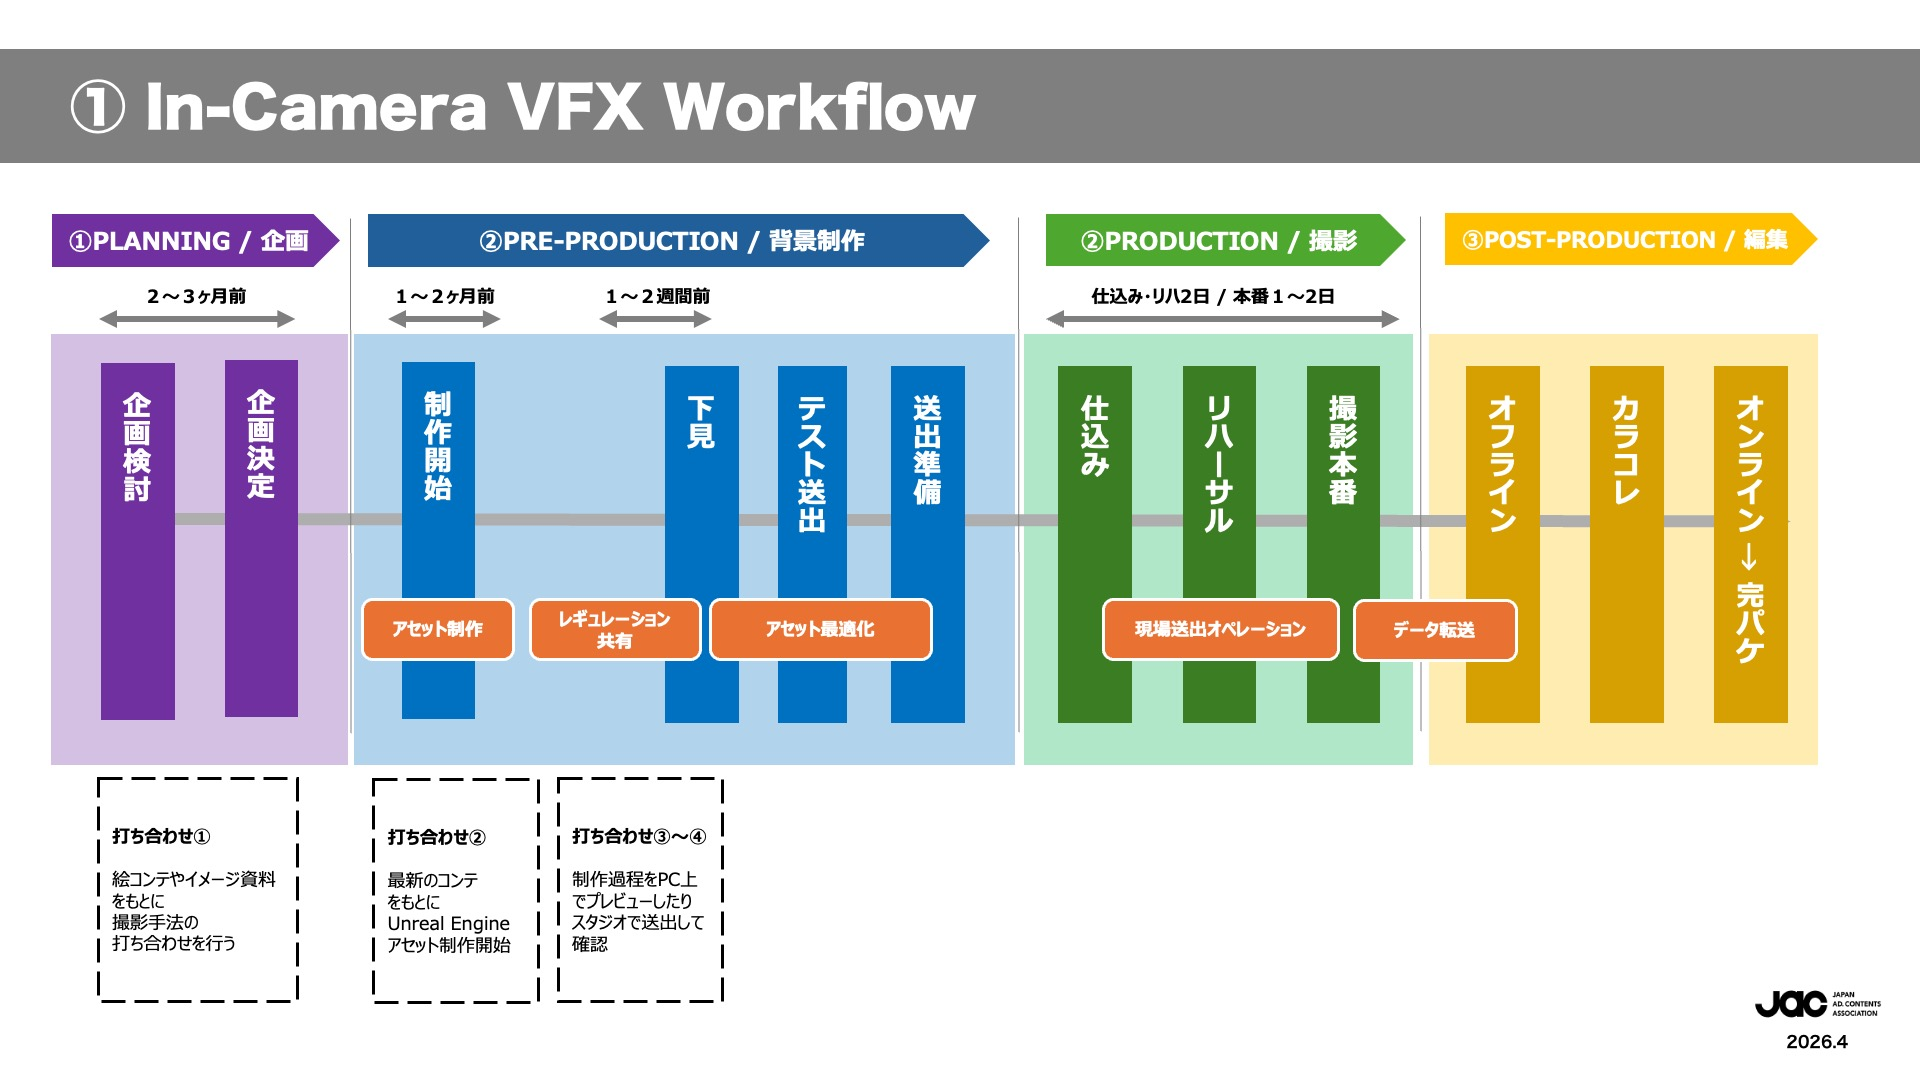 ① In-Camera VFX Workflow
①PLANNING / 企画
②PRE-PRODUCTION / 背景制作
②PRODUCTION / 撮影
③POST-PRODUCTION / 編集
2～3ヶ月前
1～2ヶ月前
1～2週間前
仕込み・リハ2日 / 本番1～2日
企画検討
企画決定
制作開始
下見
テスト送出
送出準備
仕込み
リハーサル
撮影本番
オフライン
カラコレ
オンライン→完パケ
アセット制作
レギュレーション
共有
アセット最適化
現場送出オペレーション
データ転送
打ち合わせ①
絵コンテやイメージ資料
をもとに
撮影手法の
打ち合わせを行う
打ち合わせ②
最新のコンテ
をもとに
Unreal Engine
アセット制作開始
打ち合わせ③～④
制作過程をPC上
でプレビューしたり
スタジオで送出して
確認
JAC
JAPAN
AD. CONTENTS
ASSOCIATION
2026.4